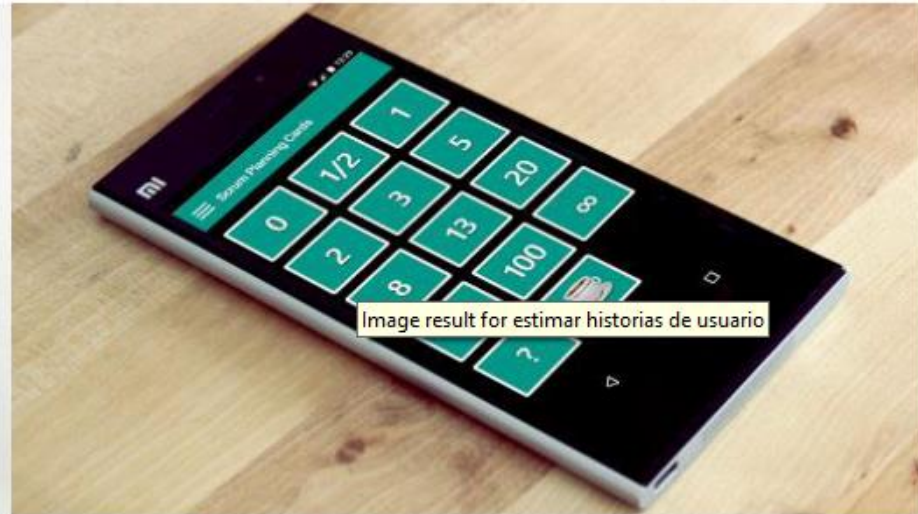 mi
Scrum Planning Cards
0 1/2 1
2 3 5
8 13 20
100 ∞
?
Image result for estimar historias de usuario